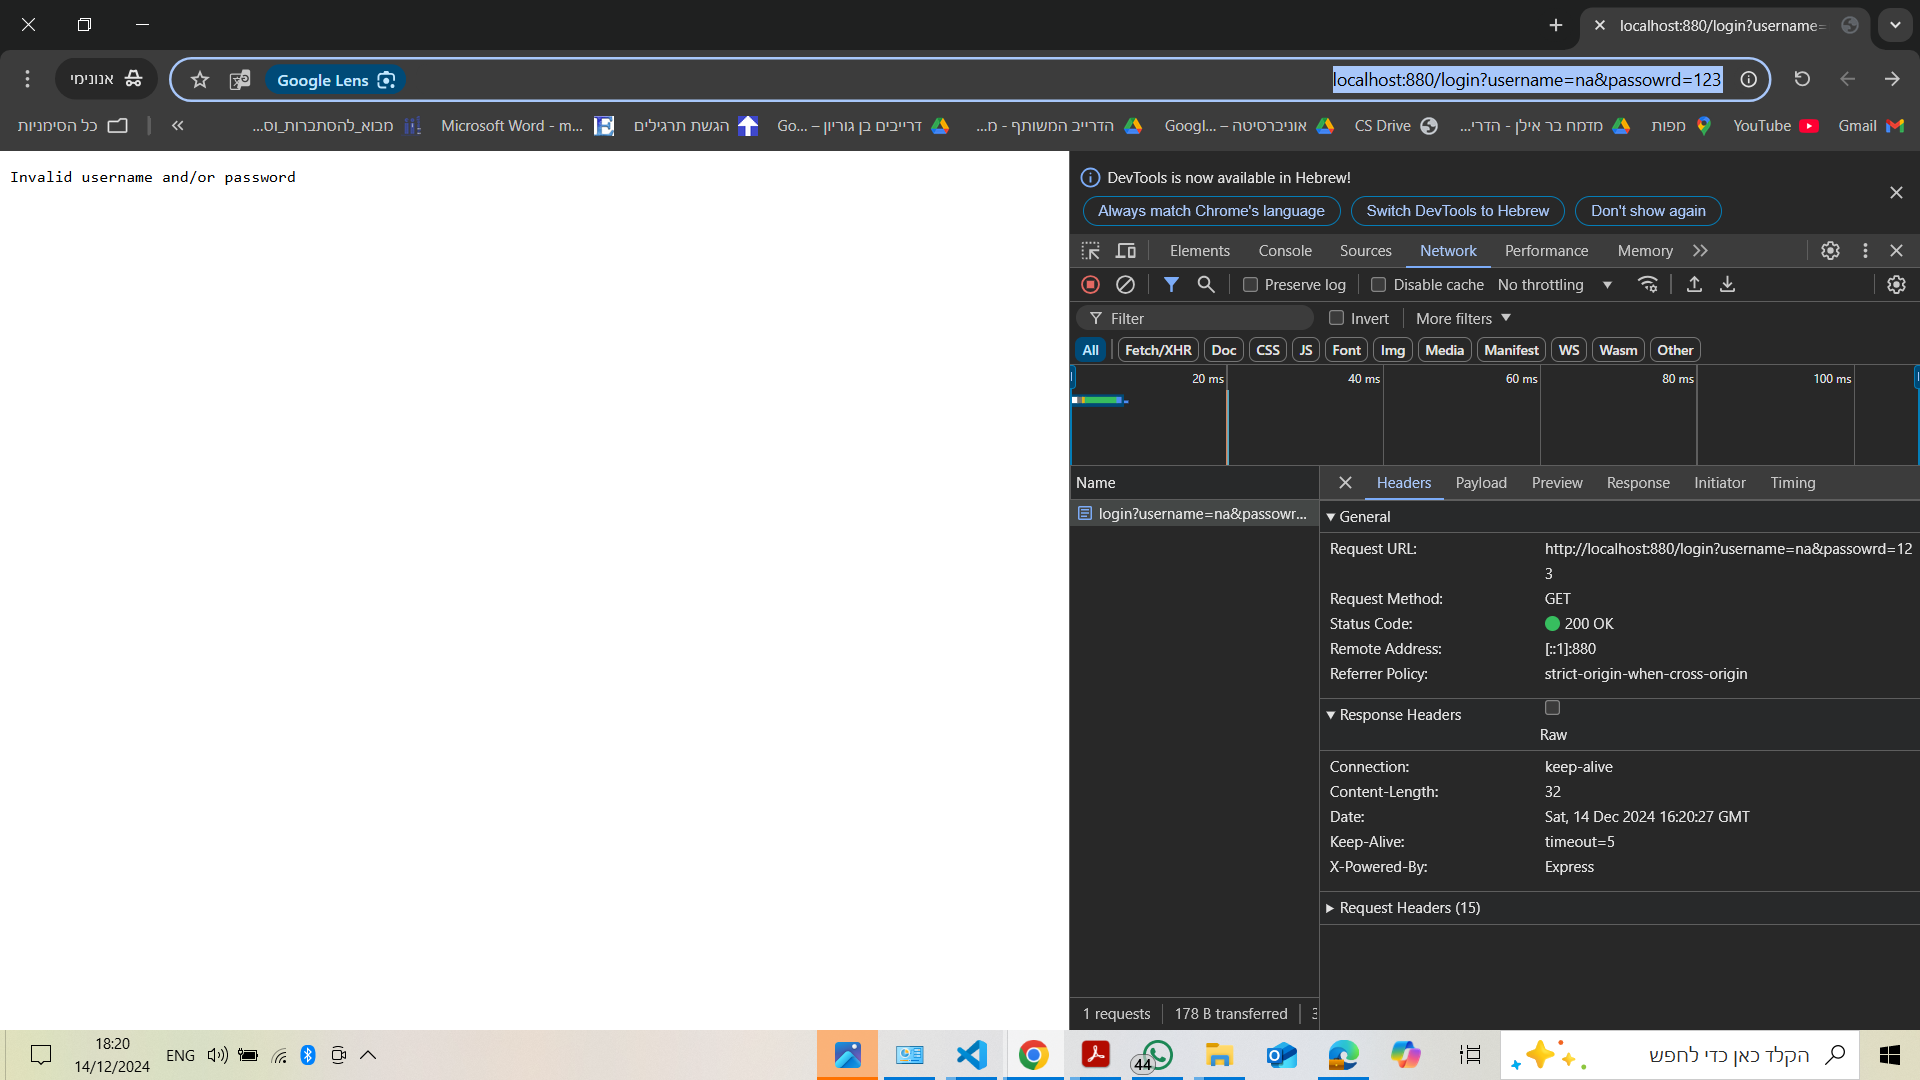 localhost:880/login?username=
אנונימי
Google Lens
localhost:880/login?username=na&passowrd=123
כל הסימניות
מבוא_להסתברות_וס...
Microsoft Word - m...
הגשת תרגילים
דרייבים בן גוריון – Go...
הדרייב המשותף - מ...
אוניברסיטה – Googl...
CS Drive
מדמח בר אילן - הדרי...
מפות
YouTube
Gmail
Invalid username and/or password
DevTools is now available in Hebrew!
Always match Chrome's language
Switch DevTools to Hebrew
Don't show again
Elements Console Sources Network Performance Memory
Preserve log Disable cache No throttling
Filter Invert More filters
All Fetch/XHR Doc CSS JS Font Img Media Manifest WS Wasm Other
20 ms 40 ms 60 ms 80 ms 100 ms
Name
login?username=na&passowr...
Headers Payload Preview Response Initiator Timing
General
Request URL: http://localhost:880/login?username=na&passowrd=12
3
Request Method: GET
Status Code: 200 OK
Remote Address: [::1]:880
Referrer Policy: strict-origin-when-cross-origin
Response Headers
Raw
Connection: keep-alive
Content-Length: 32
Date: Sat, 14 Dec 2024 16:20:27 GMT
Keep-Alive: timeout=5
X-Powered-By: Express
Request Headers (15)
1 requests 178 B transferred
18:20
14/12/2024
ENG
44
הקלד כאן כדי לחפש